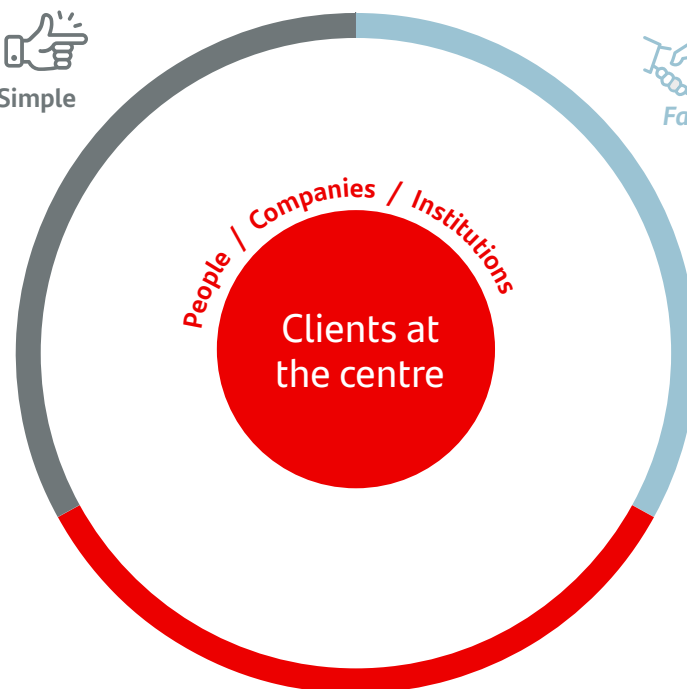 Simple
People / Companies / Institutions
Clients at
the centre